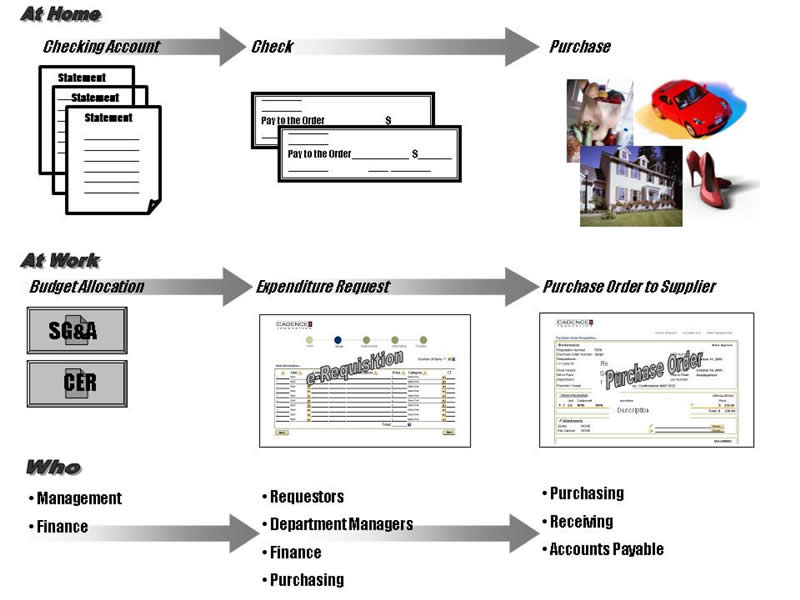 At Home
Checking Account
Check
Purchase
Statement
Statement
Statement
Pay to the Order $
Pay to the Order $
At Work
Budget Allocation
Expenditure Request
Purchase Order to Supplier
SG&A
CER
CADENCE
INNOVATION
e-Requisition
Total
CADENCE
INNOVATION
Purchase Order
Description
Who
• Management
• Finance
• Requestors
• Department Managers
• Finance
• Purchasing
• Purchasing
• Receiving
• Accounts Payable